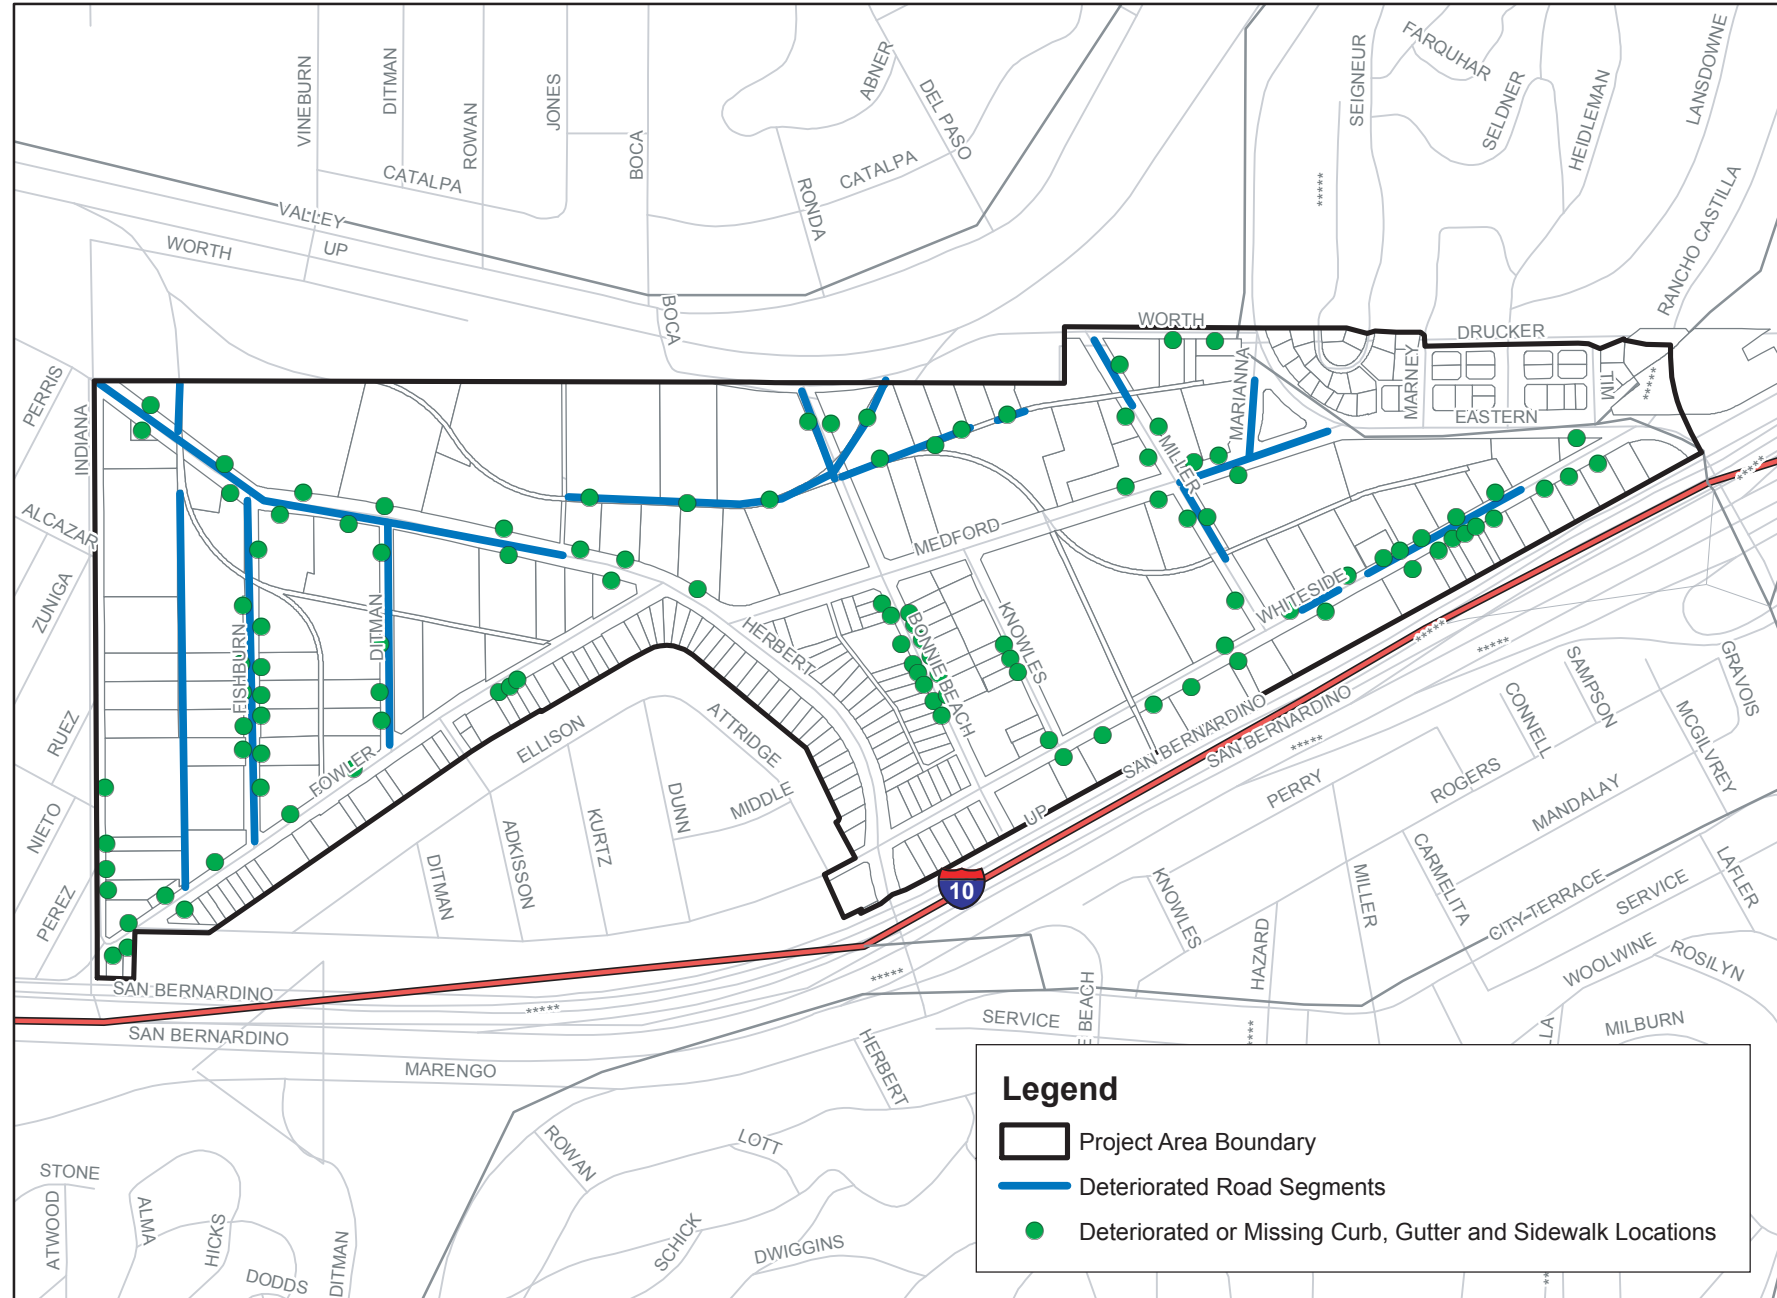 VINEBURN
DITMAN
ROWAN
JONES
BOCA
ABNER
DEL PASO
CATALPA
CATALPA
RONDA
SEIGNEUR
FARQUHAR
SELDNER
HEIDLEMAN
LANSDOWNE
RANCHO CASTILLA
*****
VALLEY
UP
WORTH
BOCA
WORTH
DRUCKER
MARNEY
TIM
*****
EASTERN
MARIANNA
PERRIS
INDIANA
ALCAZAR
ZUNIGA
RUEZ
NIETO
PEREZ
MILLER
MEDFORD
WHITESIDE
KNOWLES
BONNIE BEACH
HERBERT
DITMAN
FISHBURN
FOWLER
ELLISON
ATTRIDGE
MIDDLE
DUNN
KURTZ
ADKISSON
DITMAN
SAN BERNARDINO
SAN BERNARDINO
UP
10
*****
*****
*****
*****
SAMPSON
CONNELL
GRAVOIS
MCGILVREY
PERRY
ROGERS
MANDALAY
KNOWLES
HAZARD
MILLER
CARMELITA
CITY TERRACE
SERVICE
LAFLER
WOOLWINE
ROSILYN
MILBURN
LLA
SAN BERNARDINO
SAN BERNARDINO
*****
*****
MARENGO
SERVICE
E BEACH
****
HERBERT
ROWAN
LOTT
SCHICK
DWIGGINS
STONE
ATWOOD
ALMA
HICKS
DODDS
DITMAN
Legend
Project Area Boundary
Deteriorated Road Segments
Deteriorated or Missing Curb, Gutter and Sidewalk Locations
**